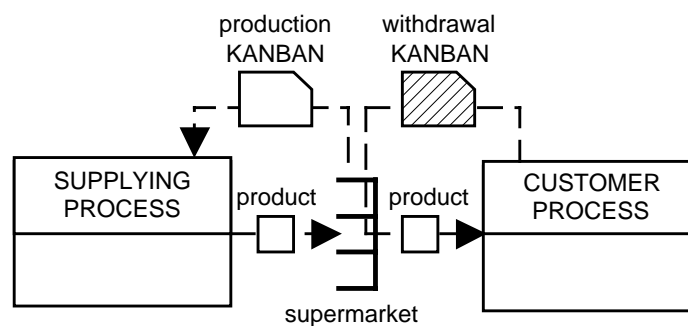 production
KANBAN
withdrawal
KANBAN
SUPPLYING
PROCESS
product
product
CUSTOMER
PROCESS
supermarket